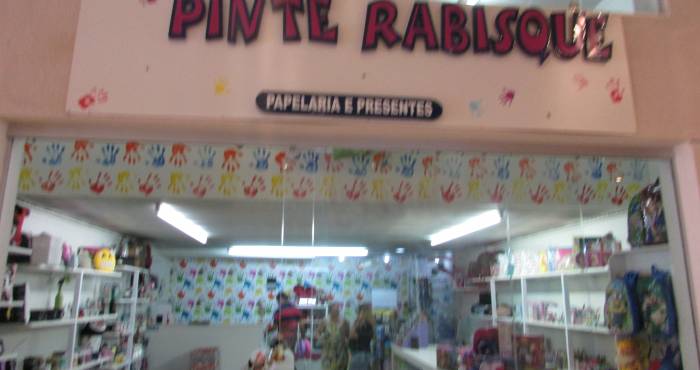 PINTE RABISQUE
PAPELARIA E PRESENTES